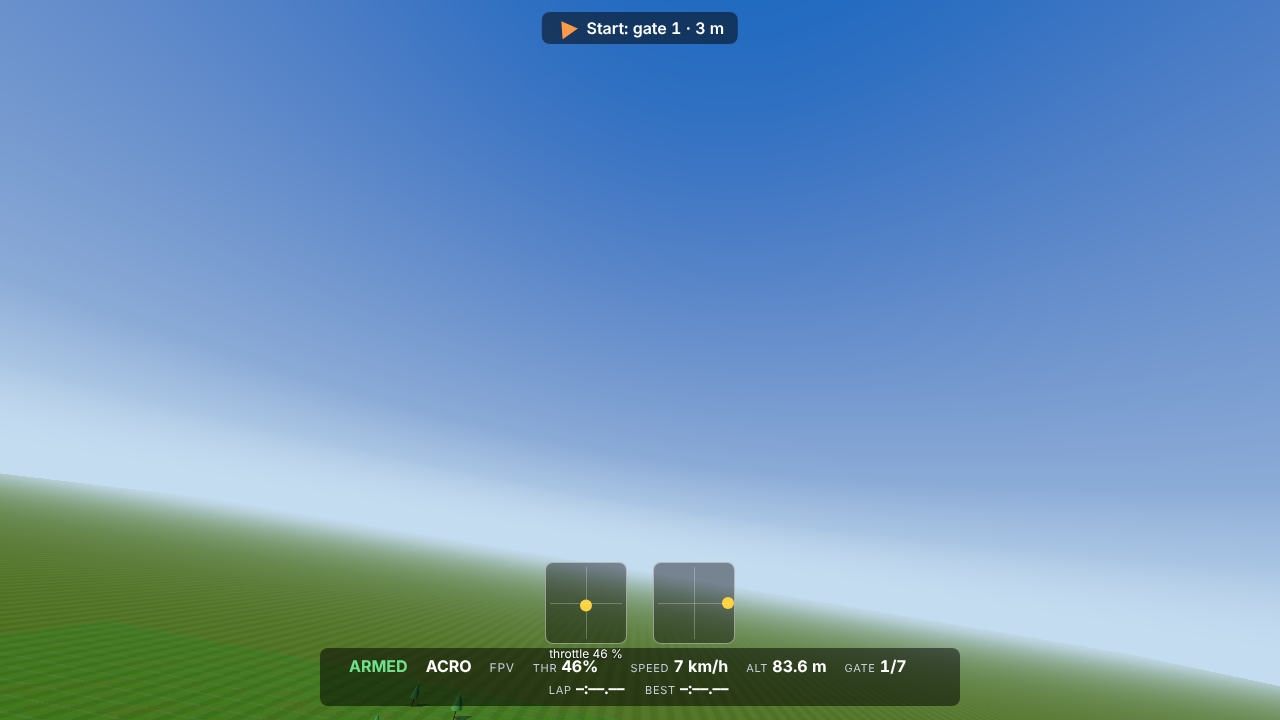 Start: gate 1 · 3 m
throttle 46 %
ARMED ACRO FPV THR 46% SPEED 7 km/h ALT 83.6 m GATE 1/7
LAP –:––.–– BEST –:––.––